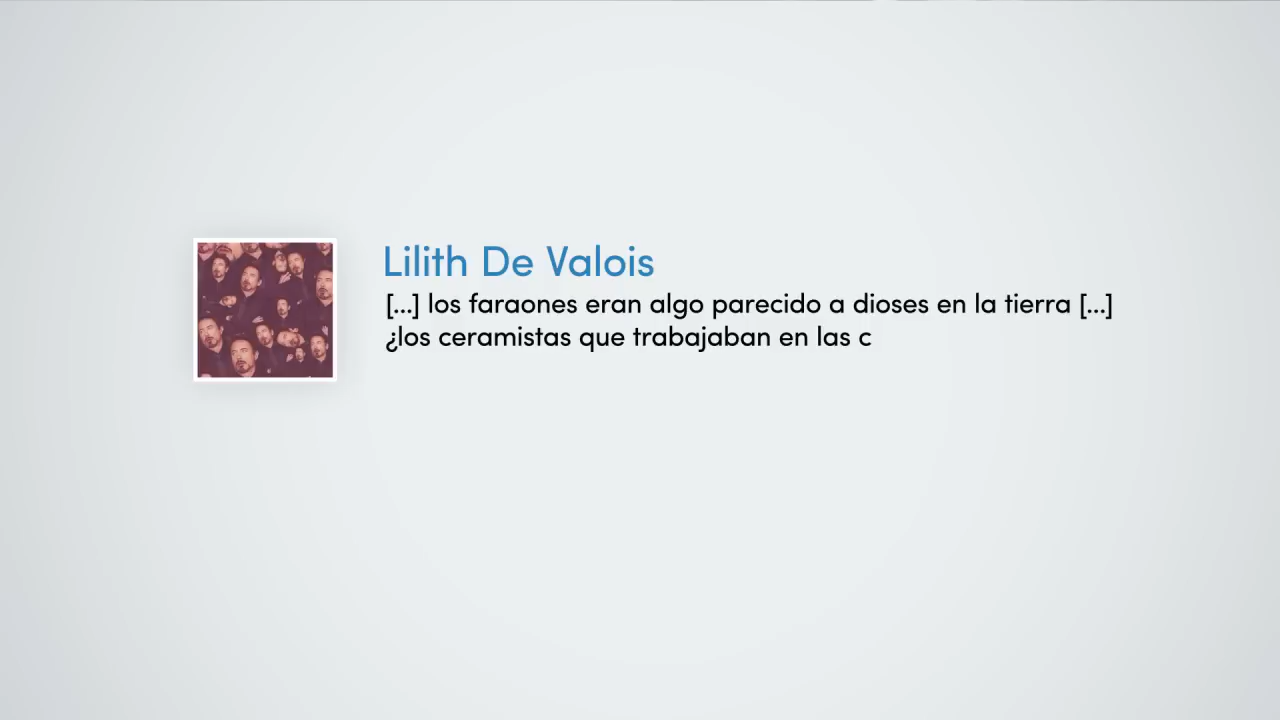 Lilith De Valois
[...] los faraones eran algo parecido a dioses en la tierra [...]
¿los ceramistas que trabajaban en las c